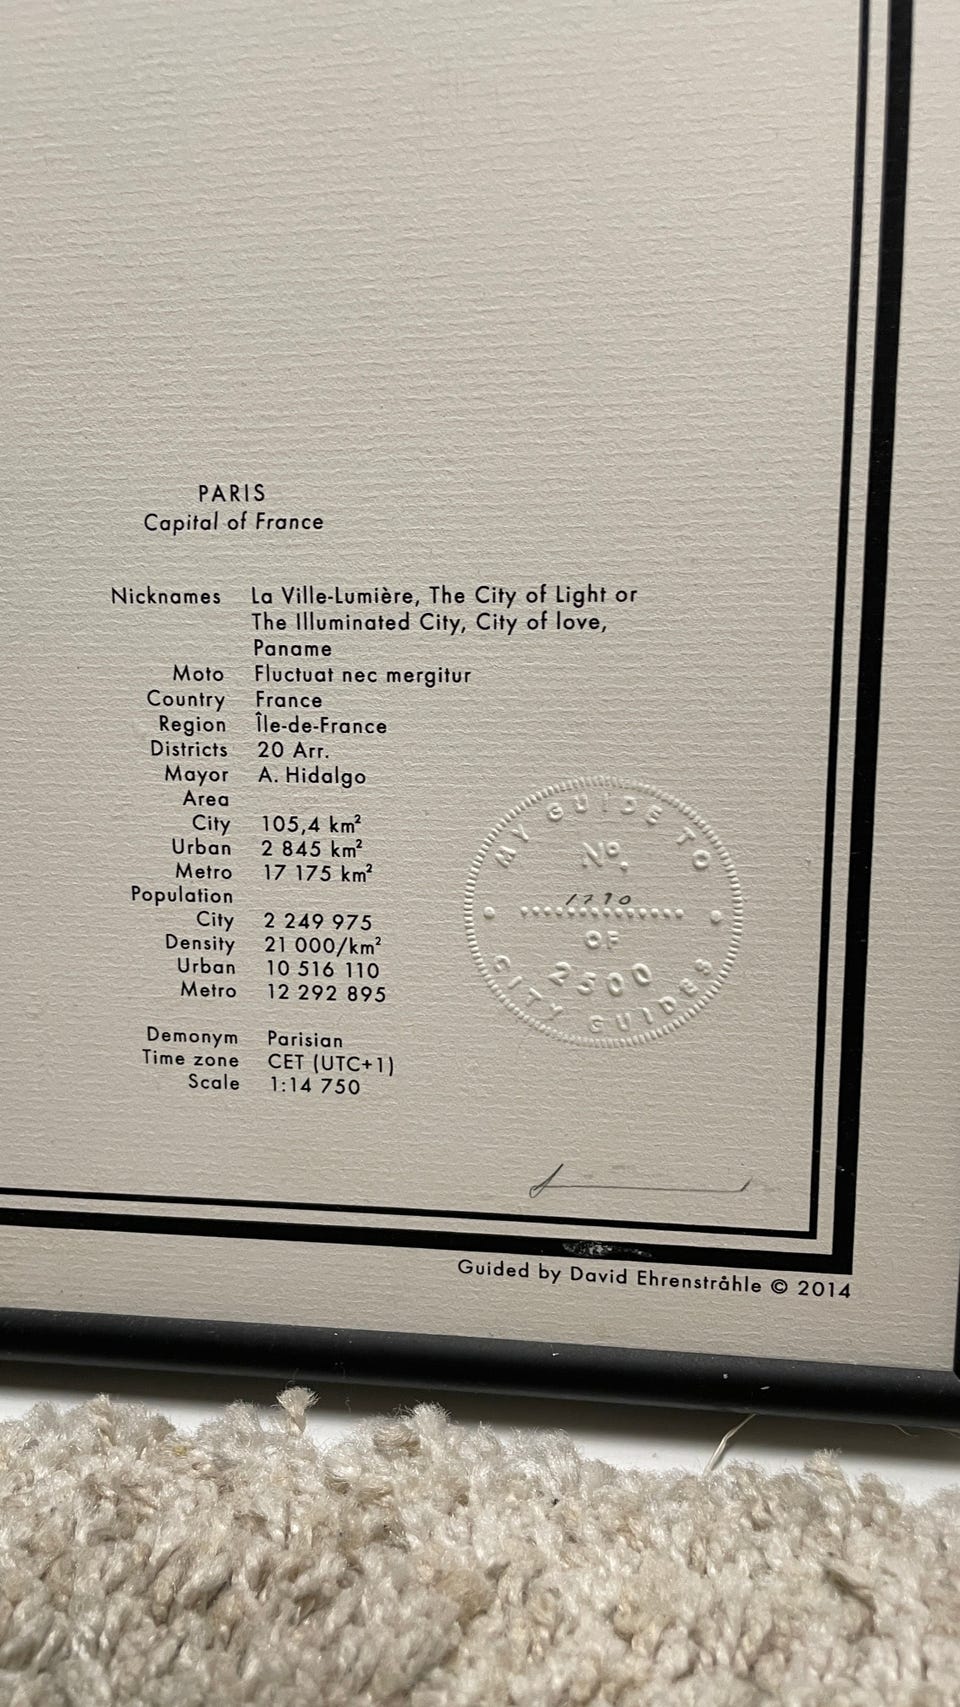 PARIS
Capital of France
Nicknames La Ville-Lumière, The City of Light or
The Illuminated City, City of love,
Paname
Moto Fluctuat nec mergitur
Country France
Region Île-de-France
Districts 20 Arr.
Mayor A. Hidalgo
Area
City 105,4 km²
Urban 2 845 km²
Metro 17 175 km²
Population
City 2 249 975
Density 21 000/km²
Urban 10 516 110
Metro 12 292 895
Demonym Parisian
Time zone CET (UTC+1)
Scale 1:14 750
MY GUIDE TO
No.
OF
2500
CITY GUIDES
Guided by David Ehrenstråhle © 2014